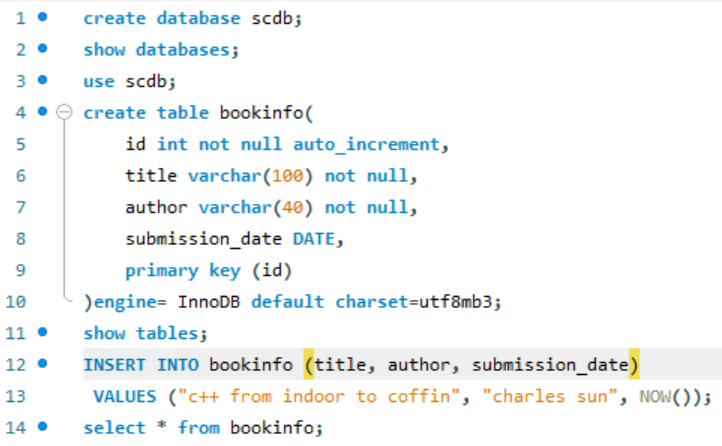 1 create database scdb;
2 show databases;
3 use scdb;
4 create table bookinfo(
5 id int not null auto_increment,
6 title varchar(100) not null,
7 author varchar(40) not null,
8 submission_date DATE,
9 primary key (id)
10 )engine= InnoDB default charset=utf8mb3;
11 show tables;
12 INSERT INTO bookinfo (title, author, submission_date)
13 VALUES ("c++ from indoor to coffin", "charles sun", NOW());
14 select * from bookinfo;